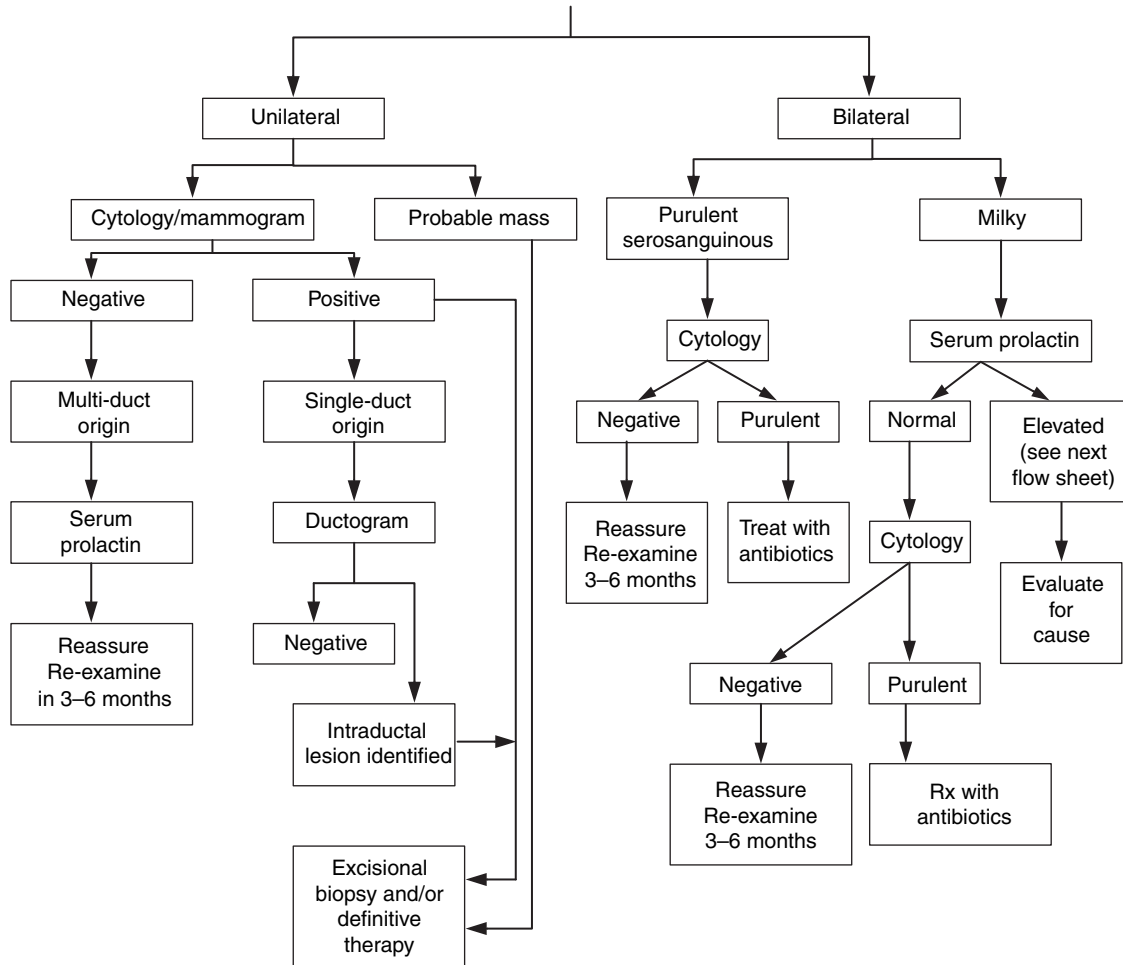 Unilateral
Bilateral
Cytology/mammogram
Probable mass
Purulent
serosanguinous
Milky
Negative
Positive
Cytology
Serum prolactin
Multi-duct
origin
Single-duct
origin
Negative
Purulent
Normal
Elevated
(see next
flow sheet)
Serum
prolactin
Ductogram
Reassure
Re-examine
3–6 months
Treat with
antibiotics
Cytology
Evaluate
for
cause
Reassure
Re-examine
in 3–6 months
Negative
Negative
Purulent
Intraductal
lesion identified
Reassure
Re-examine
3–6 months
Rx with
antibiotics
Excisional
biopsy and/or
definitive
therapy